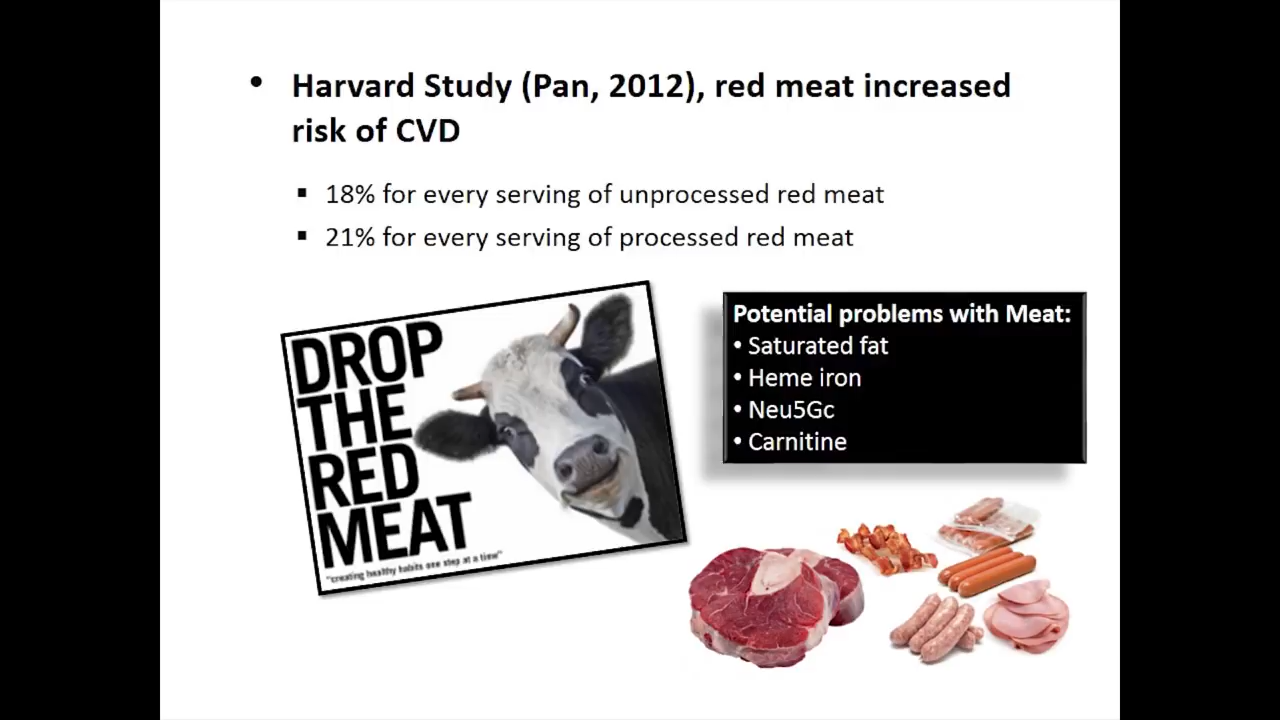 • Harvard Study (Pan, 2012), red meat increased
risk of CVD
▪ 18% for every serving of unprocessed red meat
▪ 21% for every serving of processed red meat
DROP
THE
RED
MEAT
"creating healthy habits one step at a time"
Potential problems with Meat:
• Saturated fat
• Heme iron
• Neu5Gc
• Carnitine